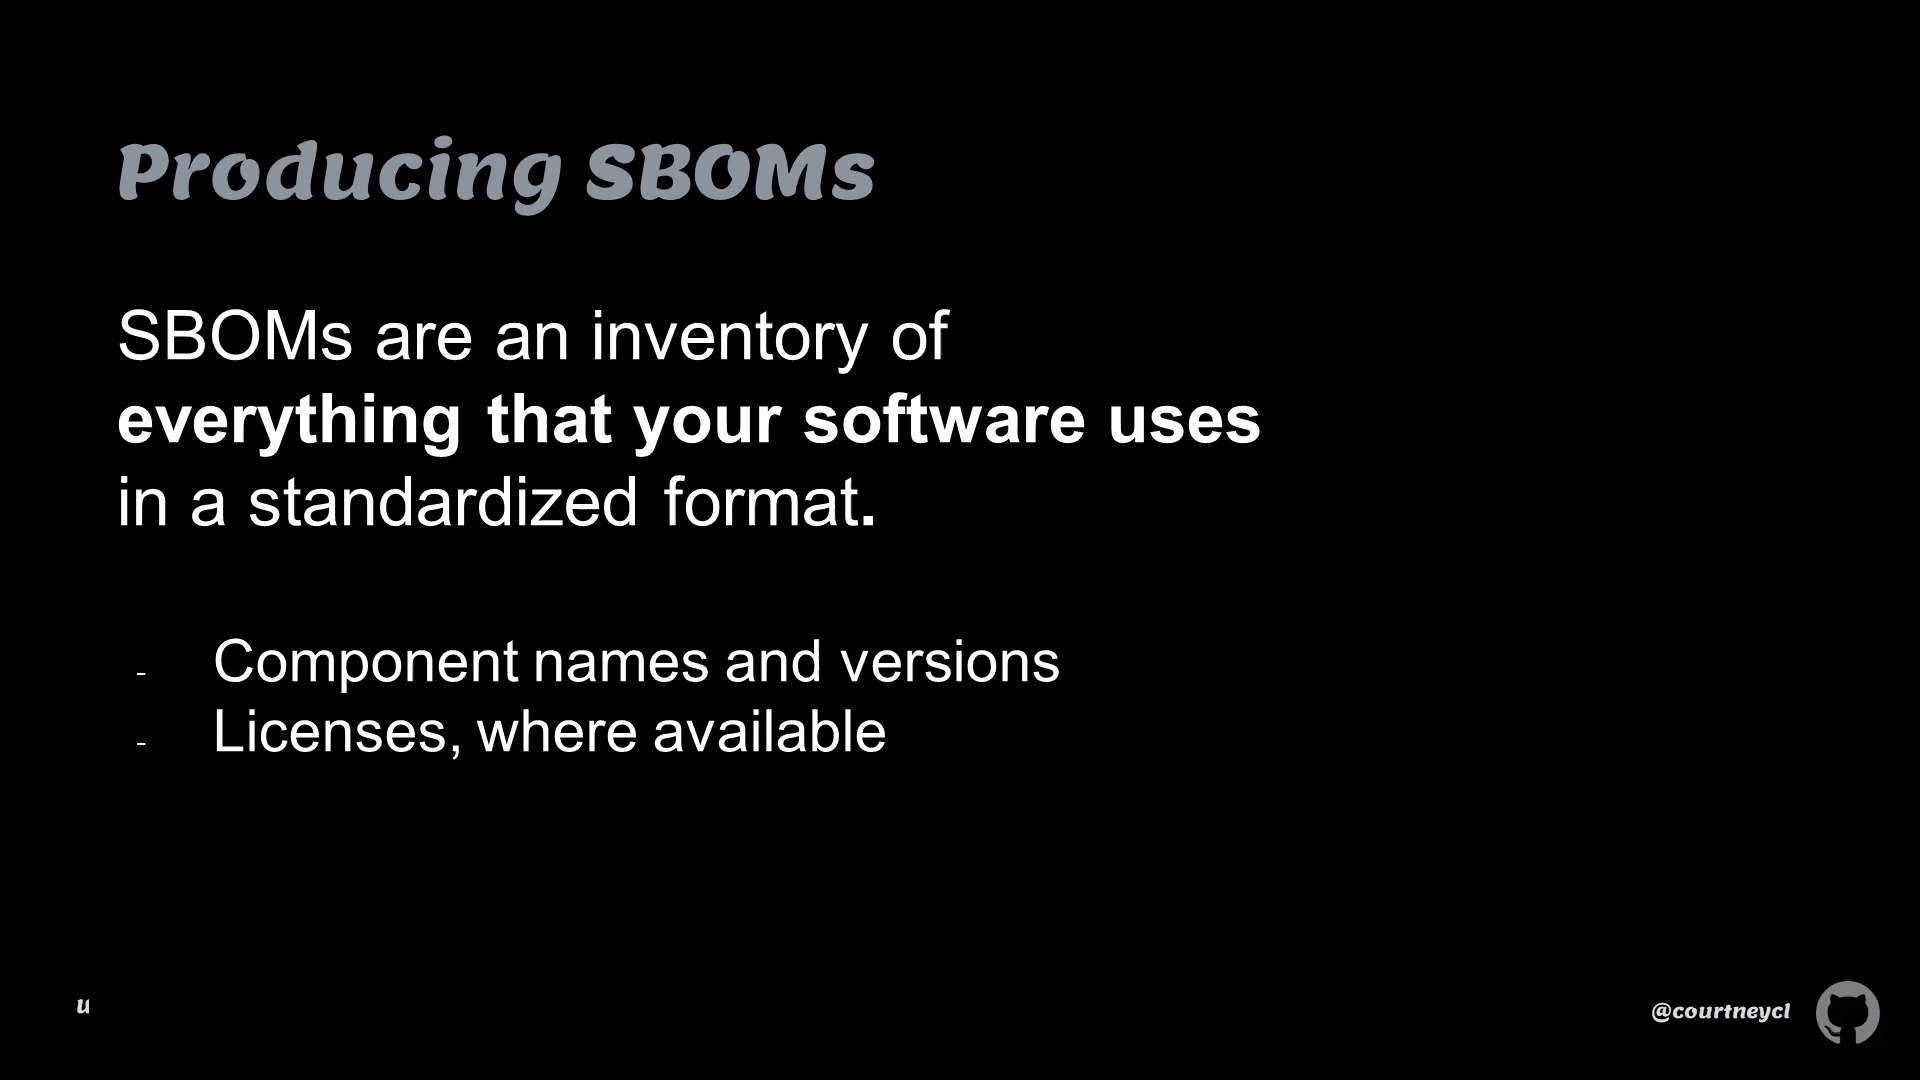 Producing SBOMs
SBOMs are an inventory of
everything that your software uses
in a standardized format.
- Component names and versions
- Licenses, where available
u
@courtneycl